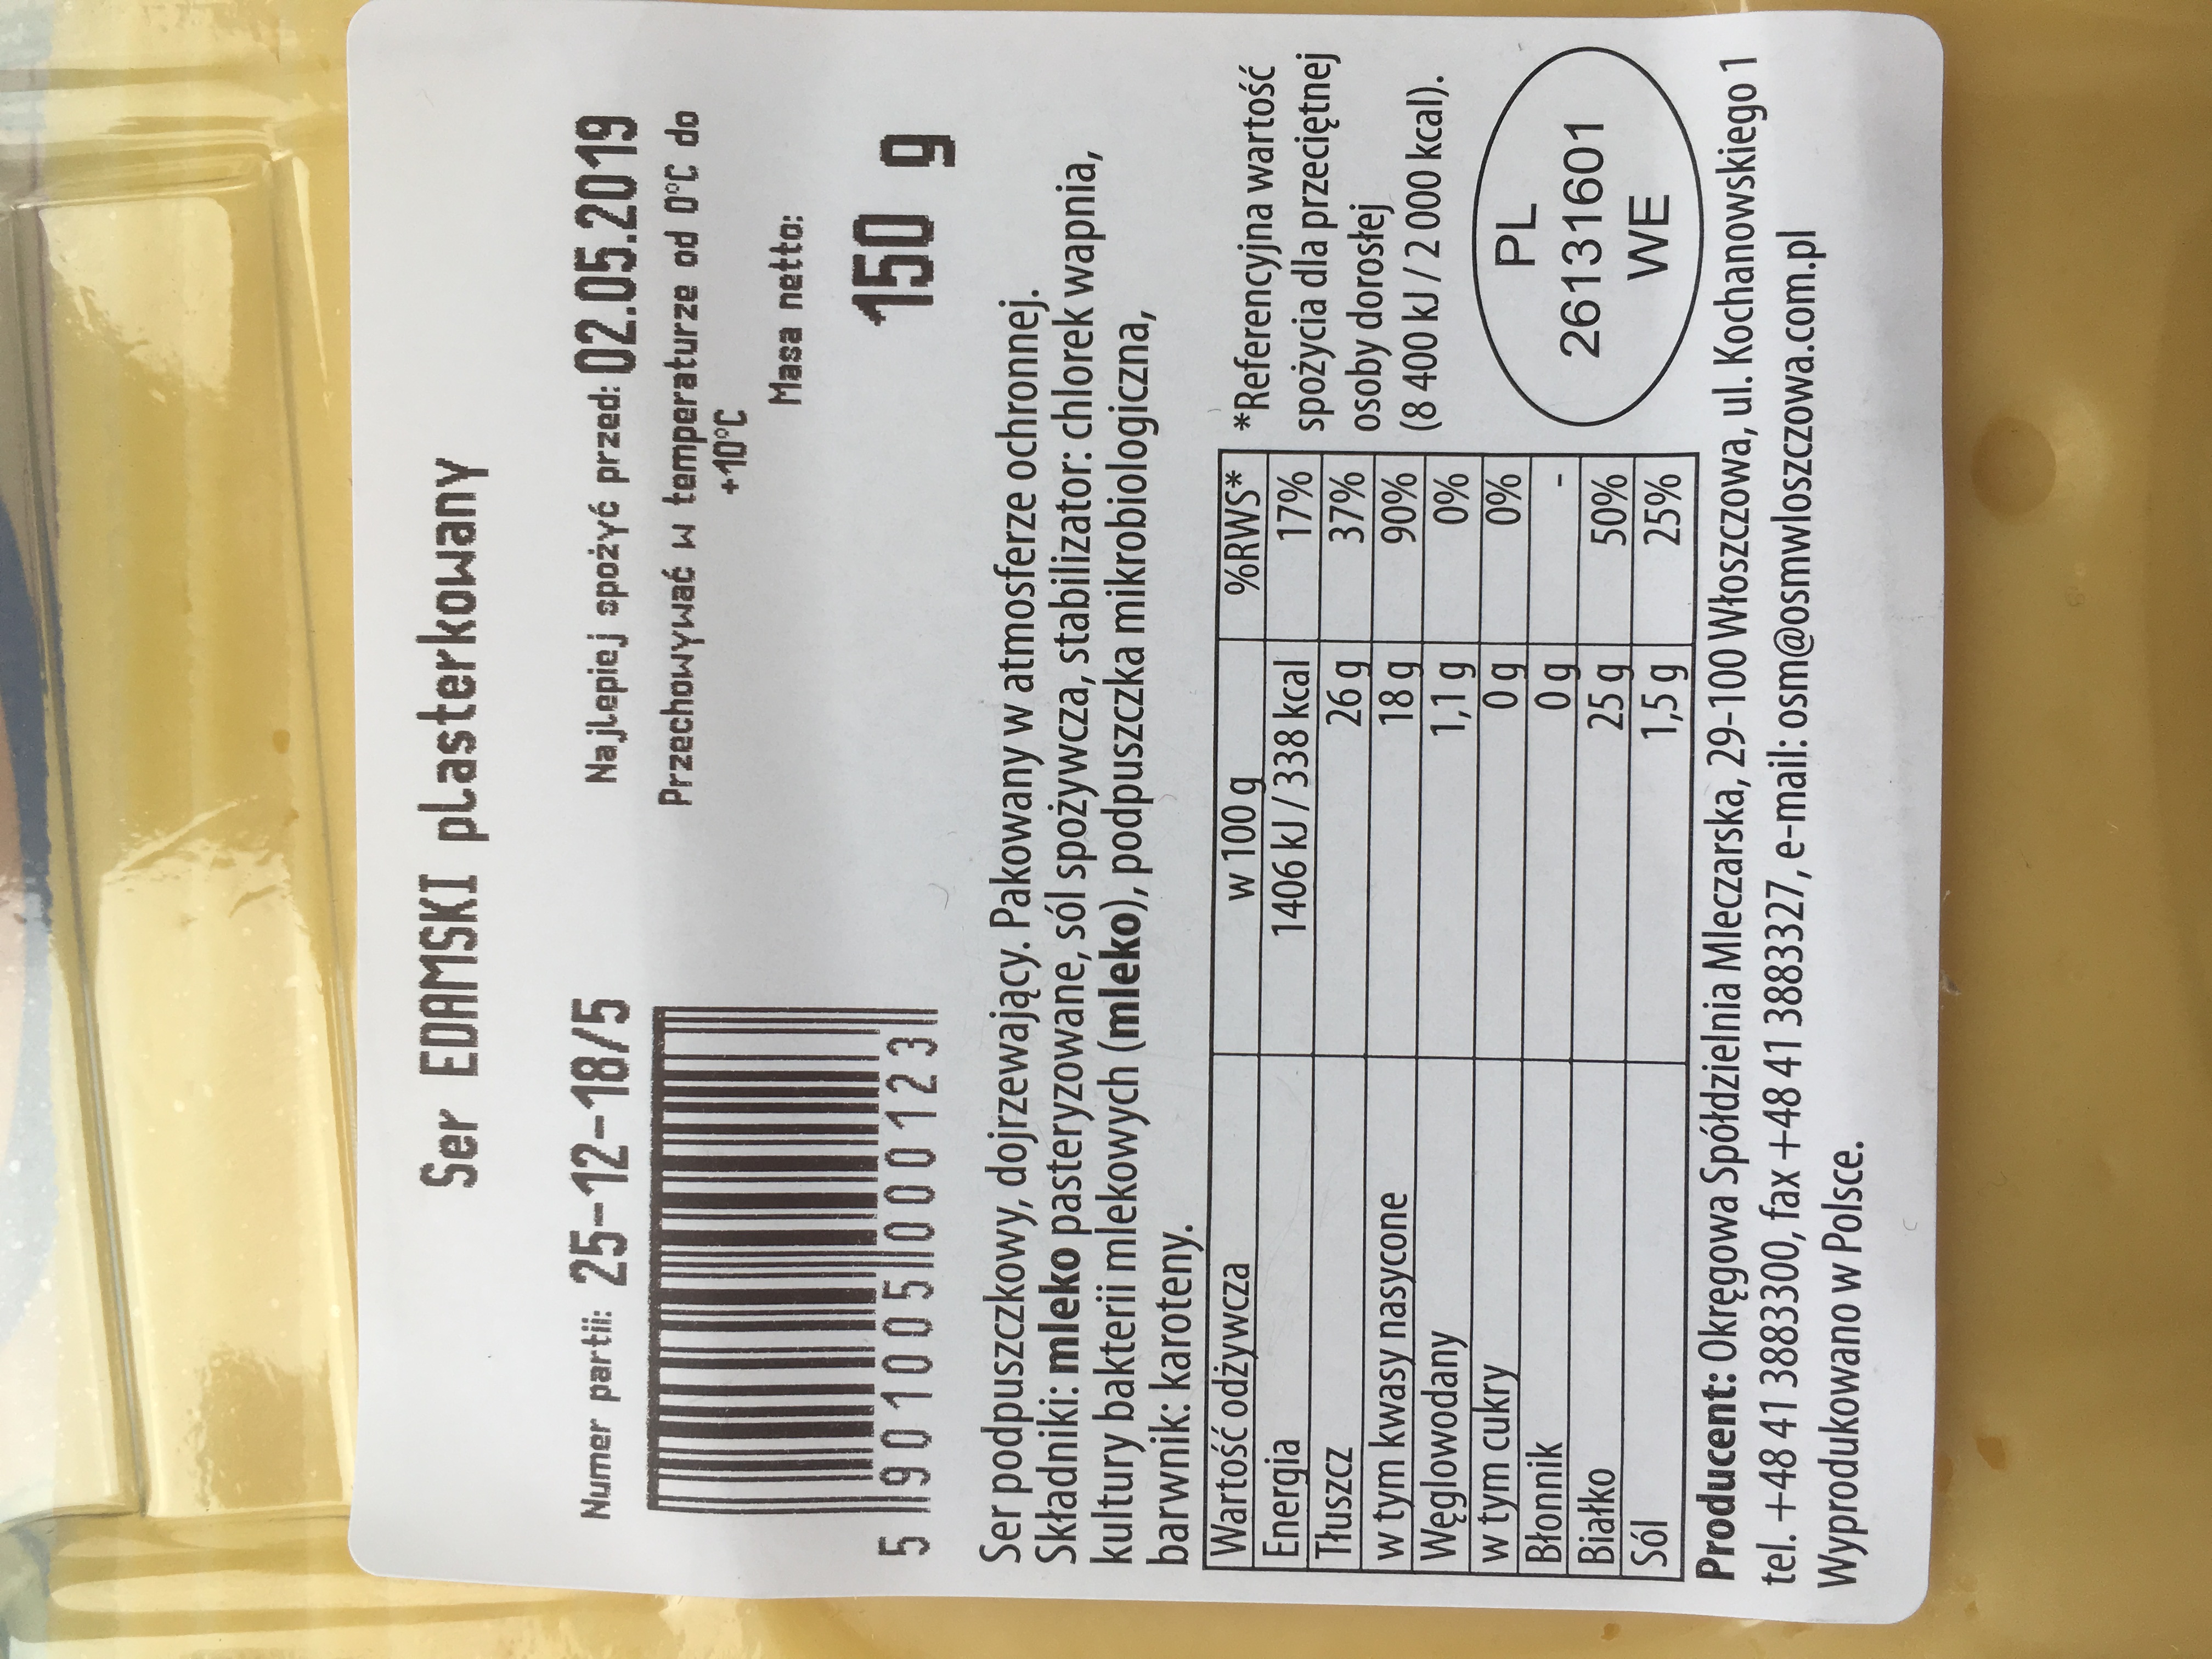 Ser EDAMSKI plasterkowany
Numer partii: 25-12-18/5
Najlepiej spożyć przed: 02.05.2019
Przechowywać w temperaturze od 0°C do
+10°C
Masa netto:
150 g
5 901005 000123
Ser podpuszczkowy, dojrzewający. Pakowany w atmosferze ochronnej.
Składniki: mleko pasteryzowane, sól spożywcza, stabilizator: chlorek wapnia,
kultury bakterii mlekowych (mleko), podpuszczka mikrobiologiczna,
barwnik: karoteny.
Wartość odżywcza w 100 g %RWS*
Energia 1406 kJ / 338 kcal 17%
Tłuszcz 26 g 37%
w tym kwasy nasycone 18 g 90%
Węglowodany 1,1 g 0%
w tym cukry 0 g 0%
Błonnik 0 g -
Białko 25 g 50%
Sól 1,5 g 25%
*Referencyjna wartość
spożycia dla przeciętnej
osoby dorosłej
(8 400 kJ / 2 000 kcal).
PL
26131601
WE
Producent: Okręgowa Spółdzielnia Mleczarska, 29-100 Włoszczowa, ul. Kochanowskiego 1
tel. +48 41 3883300, fax +48 41 3883327, e-mail: osm@osmwloszczowa.com.pl
Wyprodukowano w Polsce.